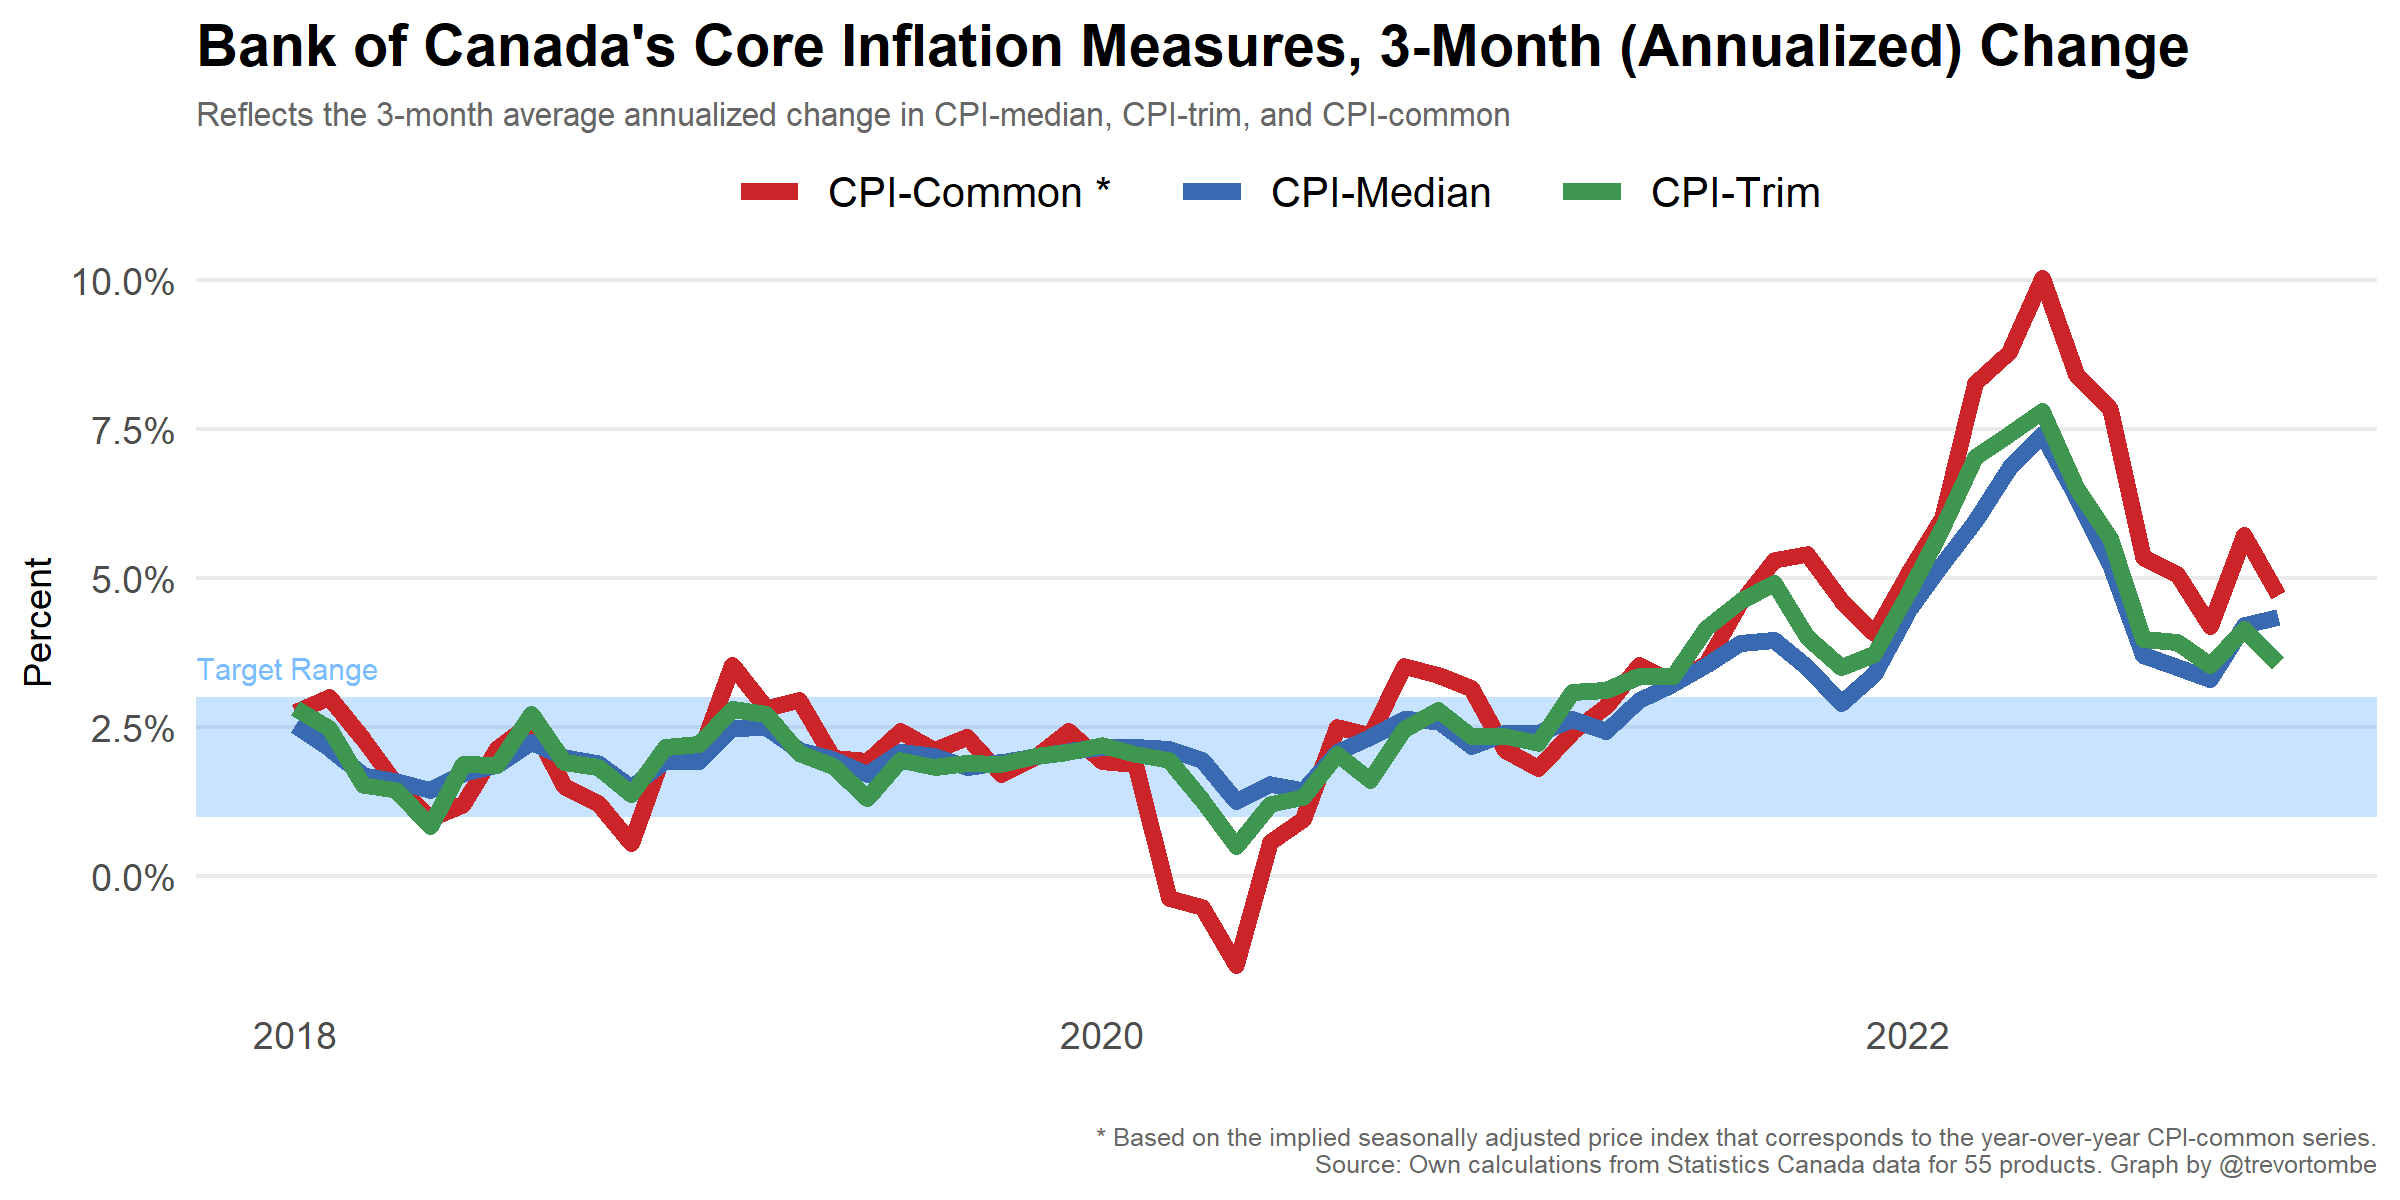 Bank of Canada's Core Inflation Measures, 3-Month (Annualized) Change
Reflects the 3-month average annualized change in CPI-median, CPI-trim, and CPI-common
CPI-Common *
CPI-Median
CPI-Trim
10.0%
7.5%
5.0%
2.5%
0.0%
Percent
Target Range
2018
2020
2022
* Based on the implied seasonally adjusted price index that corresponds to the year-over-year CPI-common series.
Source: Own calculations from Statistics Canada data for 55 products. Graph by @trevortombe